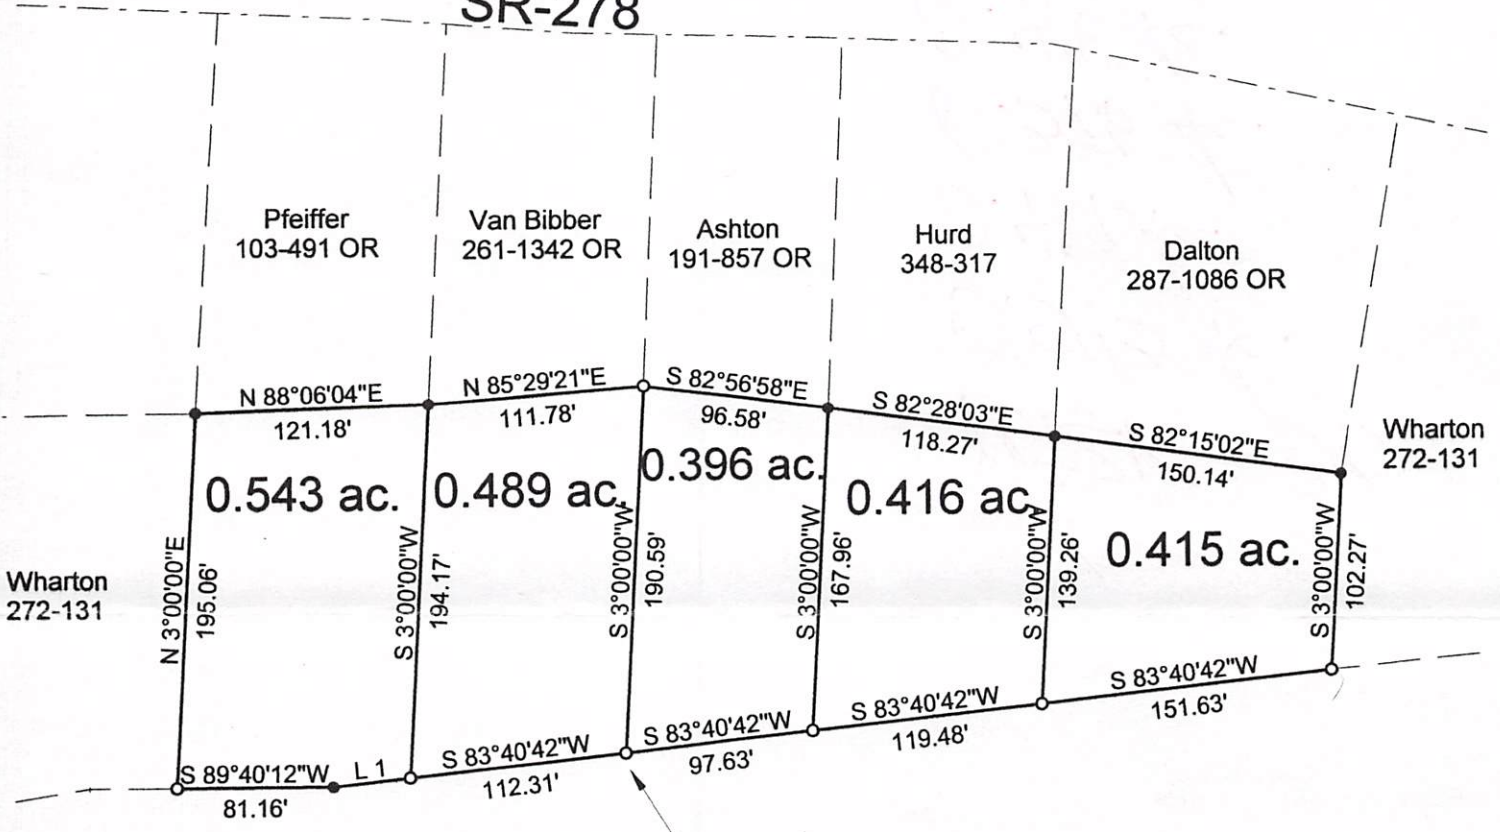 SR-278
Pfeiffer
103-491 OR
Van Bibber
261-1342 OR
Ashton
191-857 OR
Hurd
348-317
Dalton
287-1086 OR
N 88°06'04"E
121.18'
N 85°29'21"E
111.78'
S 82°56'58"E
96.58'
S 82°28'03"E
118.27'
S 82°15'02"E
150.14'
Wharton
272-131
0.543 ac.
0.489 ac.
0.396 ac.
0.416 ac.
0.415 ac.
Wharton
272-131
N 3°00'00"E
195.06'
S 3°00'00"W
194.17'
S 3°00'00"W
190.59'
S 3°00'00"W
167.96'
S 3°00'00"W
139.26'
S 3°00'00"W
102.27'
S 89°40'12"W
81.16'
L 1
S 83°40'42"W
112.31'
S 83°40'42"W
97.63'
S 83°40'42"W
119.48'
S 83°40'42"W
151.63'